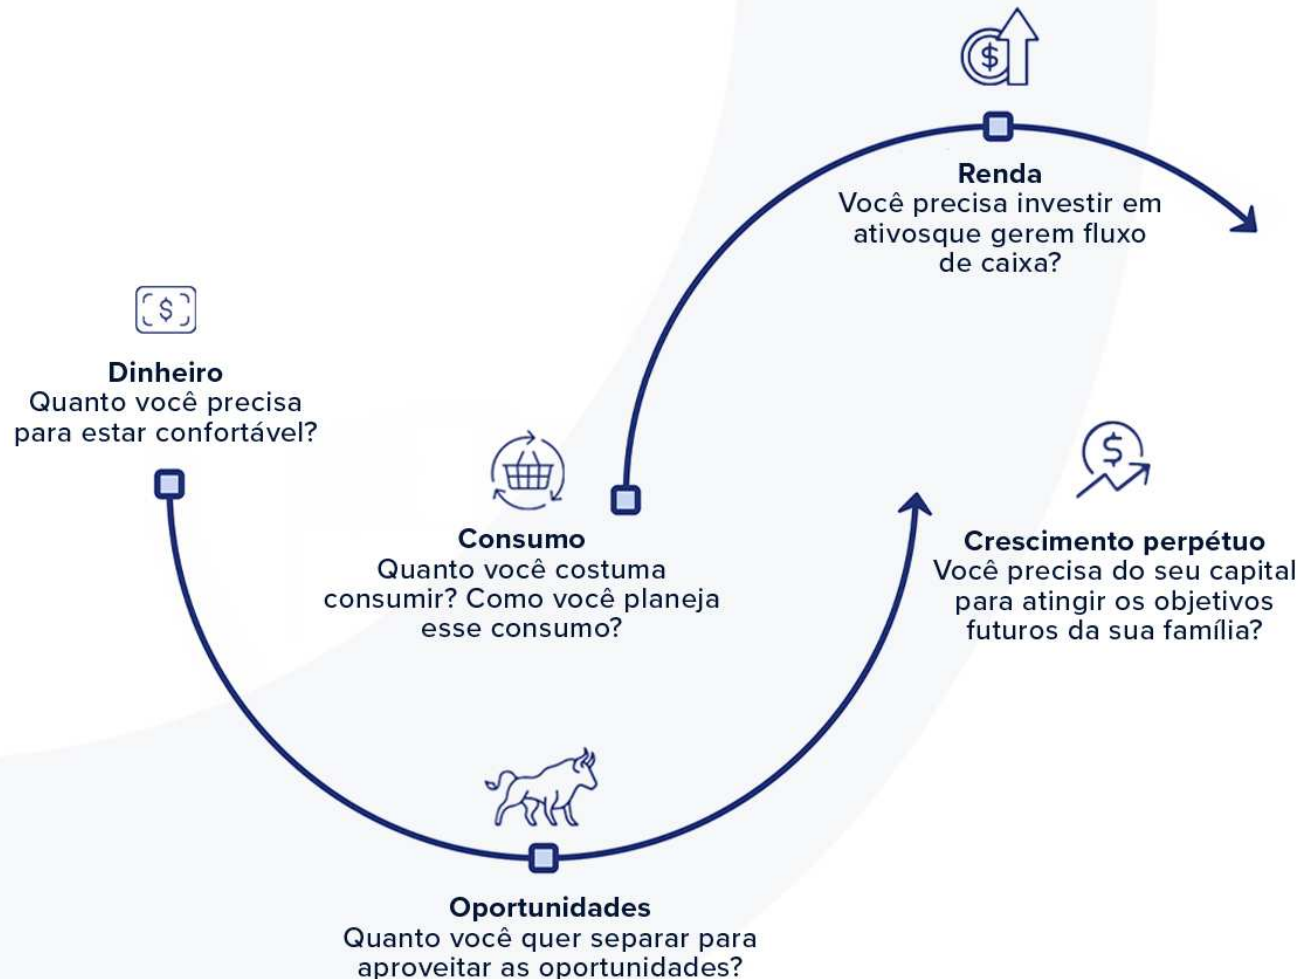 Renda
Você precisa investir em
ativosque gerem fluxo
de caixa?
Dinheiro
Quanto você precisa
para estar confortável?
Consumo
Quanto você costuma
consumir? Como você planeja
esse consumo?
Crescimento perpétuo
Você precisa do seu capital
para atingir os objetivos
futuros da sua família?
Oportunidades
Quanto você quer separar para
aproveitar as oportunidades?